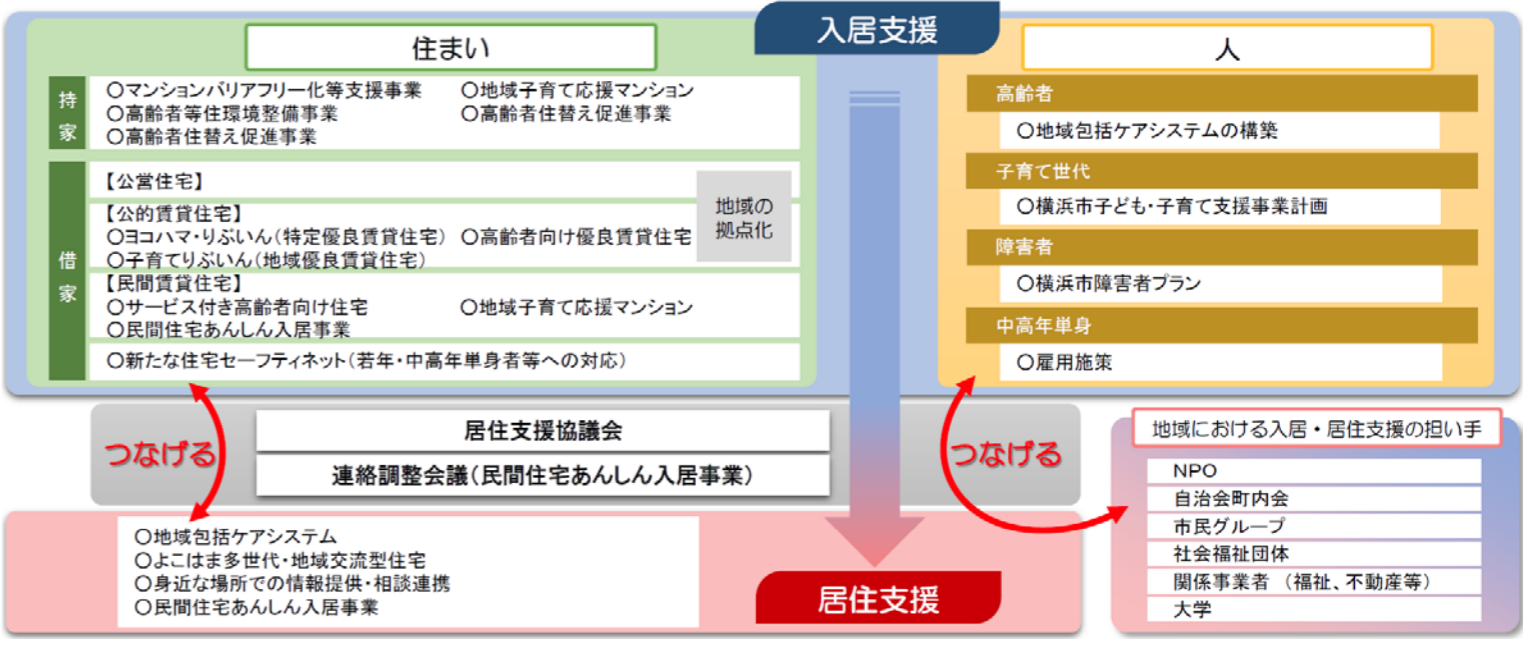 入居支援
住まい
持家
〇マンションバリアフリー化等支援事業 〇地域子育て応援マンション
〇高齢者等住環境整備事業 〇高齢者住替え促進事業
〇高齢者住替え促進事業
借家
【公営住宅】
【公的賃貸住宅】
〇ヨコハマ・りぶいん(特定優良賃貸住宅) 〇高齢者向け優良賃貸住宅
〇子育てりぶいん(地域優良賃貸住宅)
地域の
拠点化
【民間賃貸住宅】
〇サービス付き高齢者向け住宅 〇地域子育て応援マンション
〇民間住宅あんしん入居事業
〇新たな住宅セーフティネット(若年・中高年単身者等への対応)
人
高齢者
〇地域包括ケアシステムの構築
子育て世代
〇横浜市子ども・子育て支援事業計画
障害者
〇横浜市障害者プラン
中高年単身
〇雇用施策
つなげる
居住支援協議会
連絡調整会議(民間住宅あんしん入居事業)
つなげる
〇地域包括ケアシステム
〇よこはま多世代・地域交流型住宅
〇身近な場所での情報提供・相談連携
〇民間住宅あんしん入居事業
居住支援
地域における入居・居住支援の担い手
NPO
自治会町内会
市民グループ
社会福祉団体
関係事業者 (福祉、不動産等)
大学